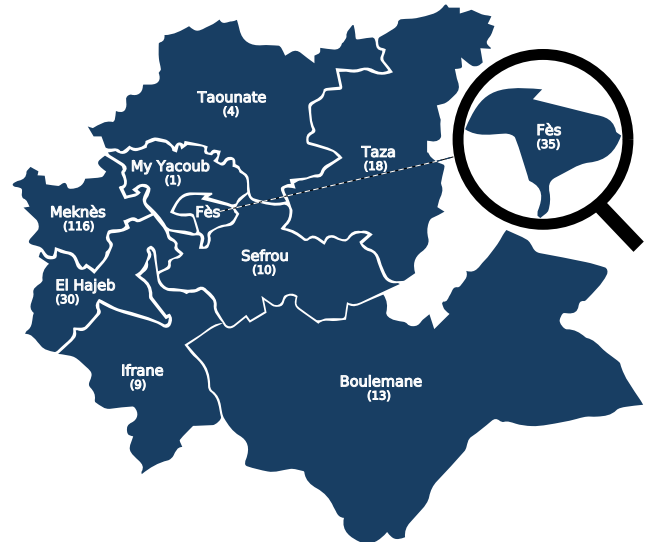 Taounate
(4)
Taza
(18)
Fès
(35)
My Yacoub
(1)
Meknès
(116)
Fès
Sefrou
(10)
El Hajeb
(30)
Ifrane
(9)
Boulemane
(13)